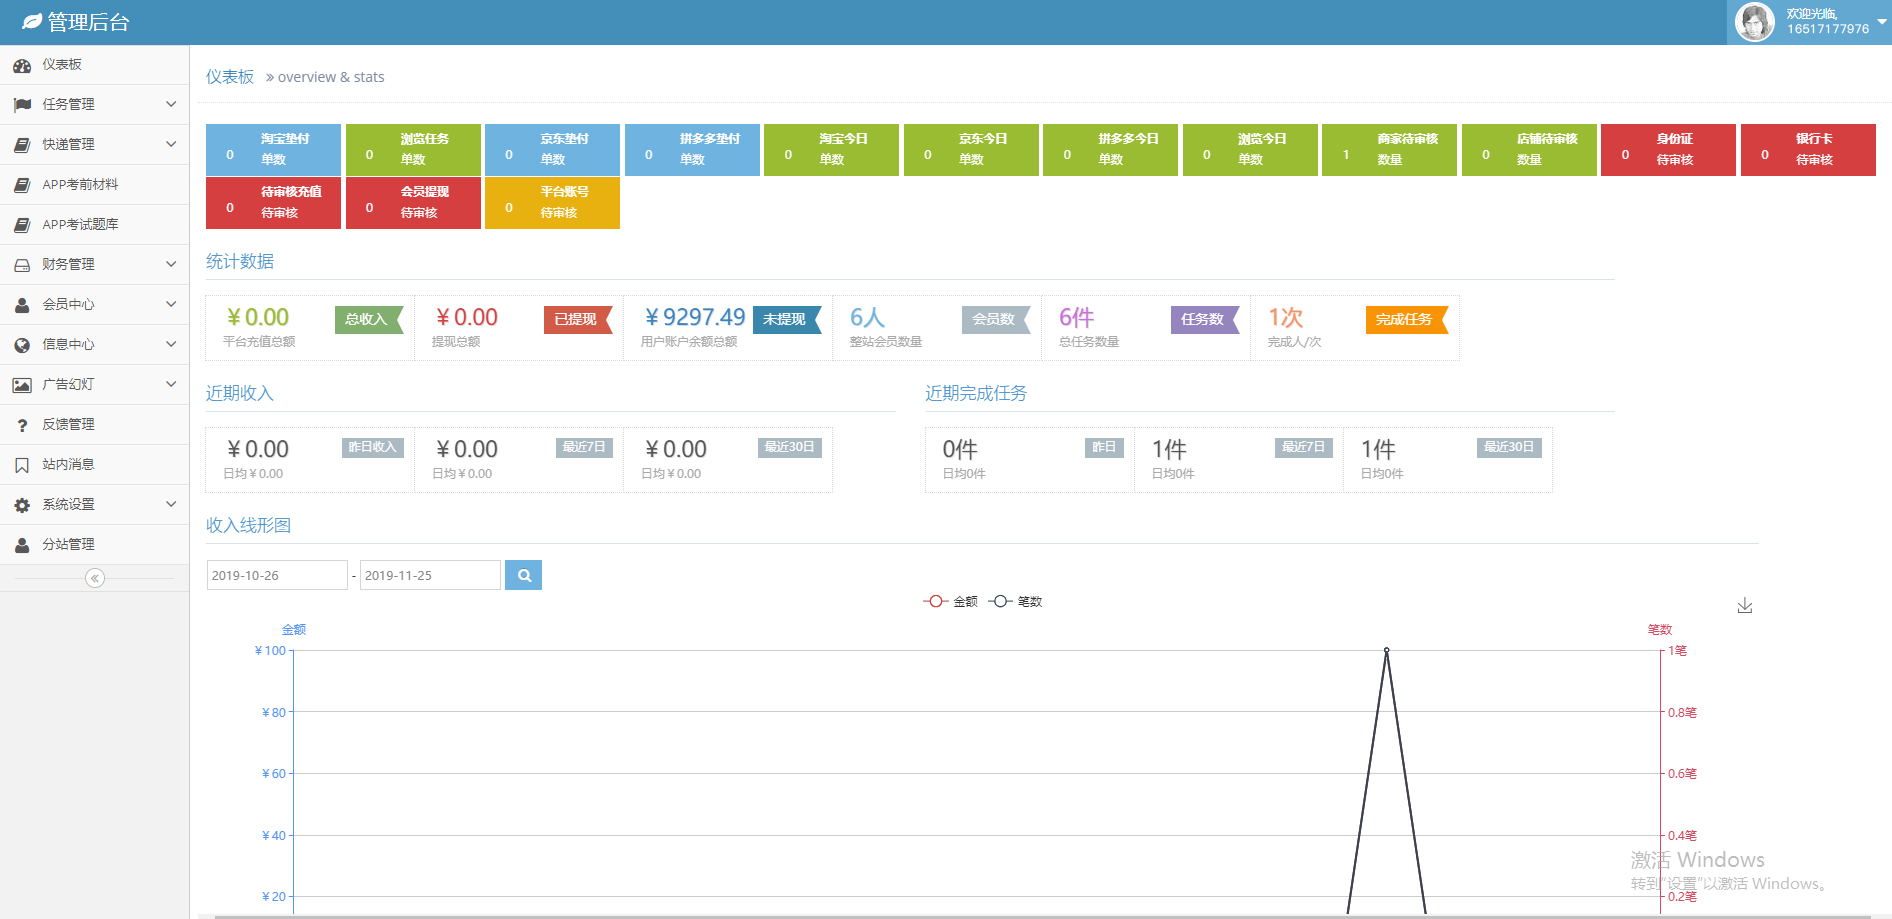 管理后台
欢迎光临,
16517177976
仪表板
任务管理
快递管理
APP考前材料
APP考试题库
财务管理
会员中心
信息中心
广告幻灯
反馈管理
站内消息
系统设置
分站管理
仪表板 » overview & stats
0 淘宝垫付 单数
0 浏览任务 单数
0 京东垫付 单数
0 拼多多垫付 单数
0 淘宝今日 单数
0 京东今日 单数
0 拼多多今日 单数
0 浏览今日 单数
1 商家待审核 数量
0 店铺待审核 数量
0 身份证 待审核
0 银行卡 待审核
0 待审核充值 待审核
0 会员提现 待审核
0 平台账号 待审核
统计数据
¥0.00 总收入
平台充值总额
¥0.00 已提现
提现总额
¥9297.49 未提现
用户账户余额总额
6人 会员数
整站会员数量
6件 任务数
总任务数量
1次 完成任务
完成人/次
近期收入
¥0.00 昨日收入
日均¥0.00
¥0.00 最近7日
日均¥0.00
¥0.00 最近30日
日均¥0.00
近期完成任务
0件 昨日
日均0件
1件 最近7日
日均0件
1件 最近30日
日均0件
收入线形图
2019-10-26 - 2019-11-25
金额 笔数
金额
笔数
¥100
1笔
¥80
0.8笔
¥60
0.6笔
¥40
0.4笔
¥20
0.2笔
激活 Windows
转到"设置"以激活 Windows。